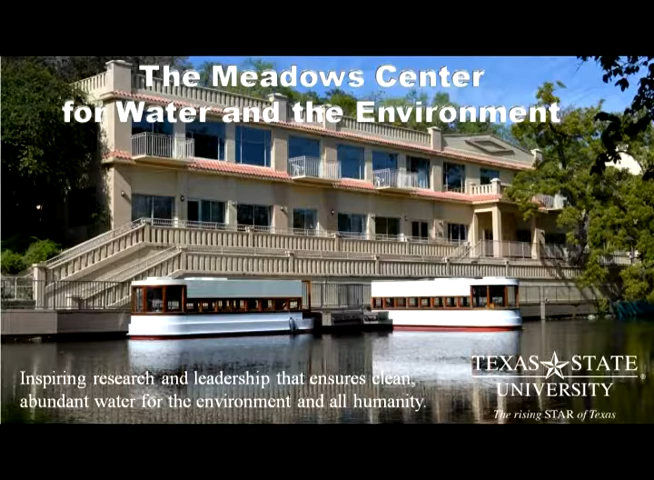 The Meadows Center
for Water and the Environment
Inspiring research and leadership that ensures clean,
abundant water for the environment and all humanity.
TEXAS STATE
UNIVERSITY
The rising STAR of Texas